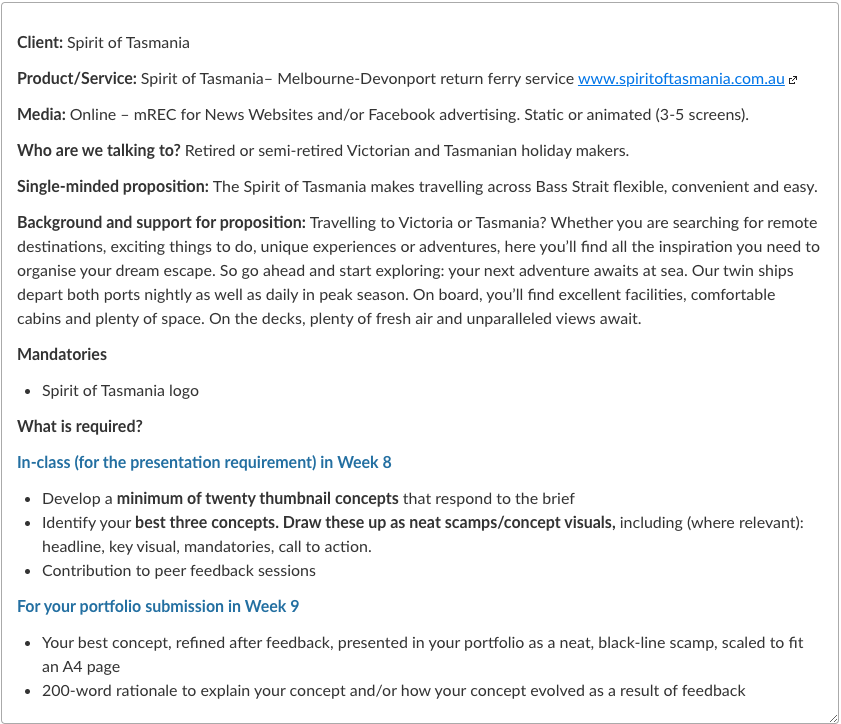 Client: Spirit of Tasmania
Product/Service: Spirit of Tasmania– Melbourne-Devonport return ferry service www.spiritoftasmania.com.au
Media: Online – mREC for News Websites and/or Facebook advertising. Static or animated (3-5 screens).
Who are we talking to? Retired or semi-retired Victorian and Tasmanian holiday makers.
Single-minded proposition: The Spirit of Tasmania makes travelling across Bass Strait flexible, convenient and easy.
Background and support for proposition: Travelling to Victoria or Tasmania? Whether you are searching for remote
destinations, exciting things to do, unique experiences or adventures, here you’ll find all the inspiration you need to
organise your dream escape. So go ahead and start exploring: your next adventure awaits at sea. Our twin ships
depart both ports nightly as well as daily in peak season. On board, you’ll find excellent facilities, comfortable
cabins and plenty of space. On the decks, plenty of fresh air and unparalleled views await.
Mandatories
• Spirit of Tasmania logo
What is required?
In-class (for the presentation requirement) in Week 8
• Develop a minimum of twenty thumbnail concepts that respond to the brief
• Identify your best three concepts. Draw these up as neat scamps/concept visuals, including (where relevant):
headline, key visual, mandatories, call to action.
• Contribution to peer feedback sessions
For your portfolio submission in Week 9
• Your best concept, refined after feedback, presented in your portfolio as a neat, black-line scamp, scaled to fit
an A4 page
• 200-word rationale to explain your concept and/or how your concept evolved as a result of feedback